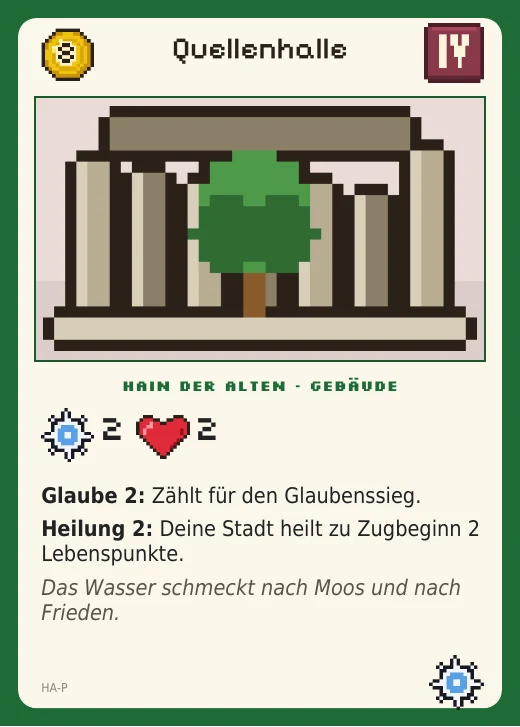 8
Quellenhalle
IV
HAIN DER ALTEN - GEBÄUDE
2 2
Glaube 2: Zählt für den Glaubenssieg.
Heilung 2: Deine Stadt heilt zu Zugbeginn 2
Lebenspunkte.
Das Wasser schmeckt nach Moos und nach
Frieden.
HA-P